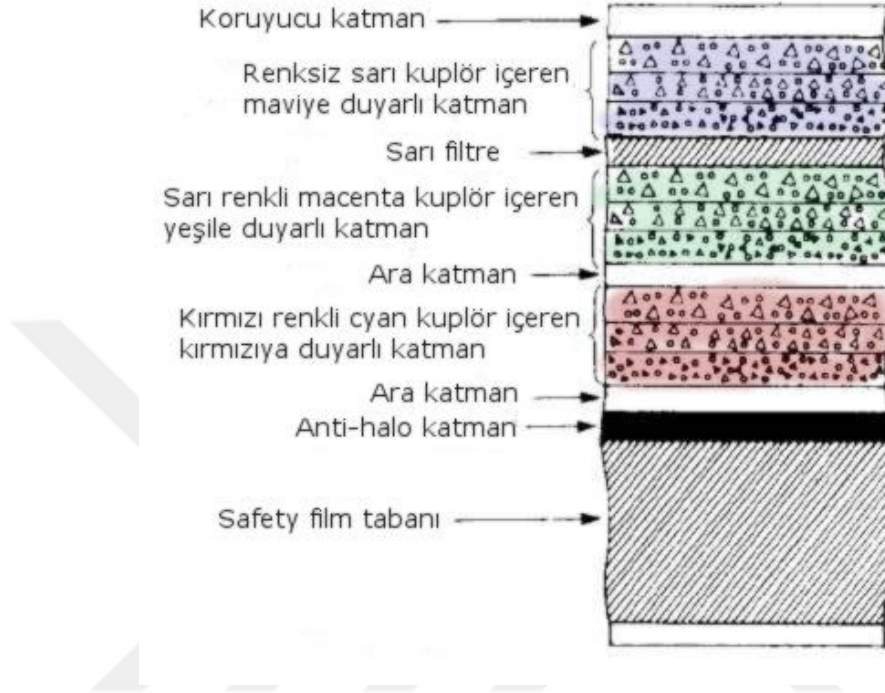 Koruyucu katman
Renksiz sarı kuplör içeren
maviye duyarlı katman
Sarı filtre
Sarı renkli macenta kuplör içeren
yeşile duyarlı katman
Ara katman
Kırmızı renkli cyan kuplör içeren
kırmızıya duyarlı katman
Ara katman
Anti-halo katman
Safety film tabanı